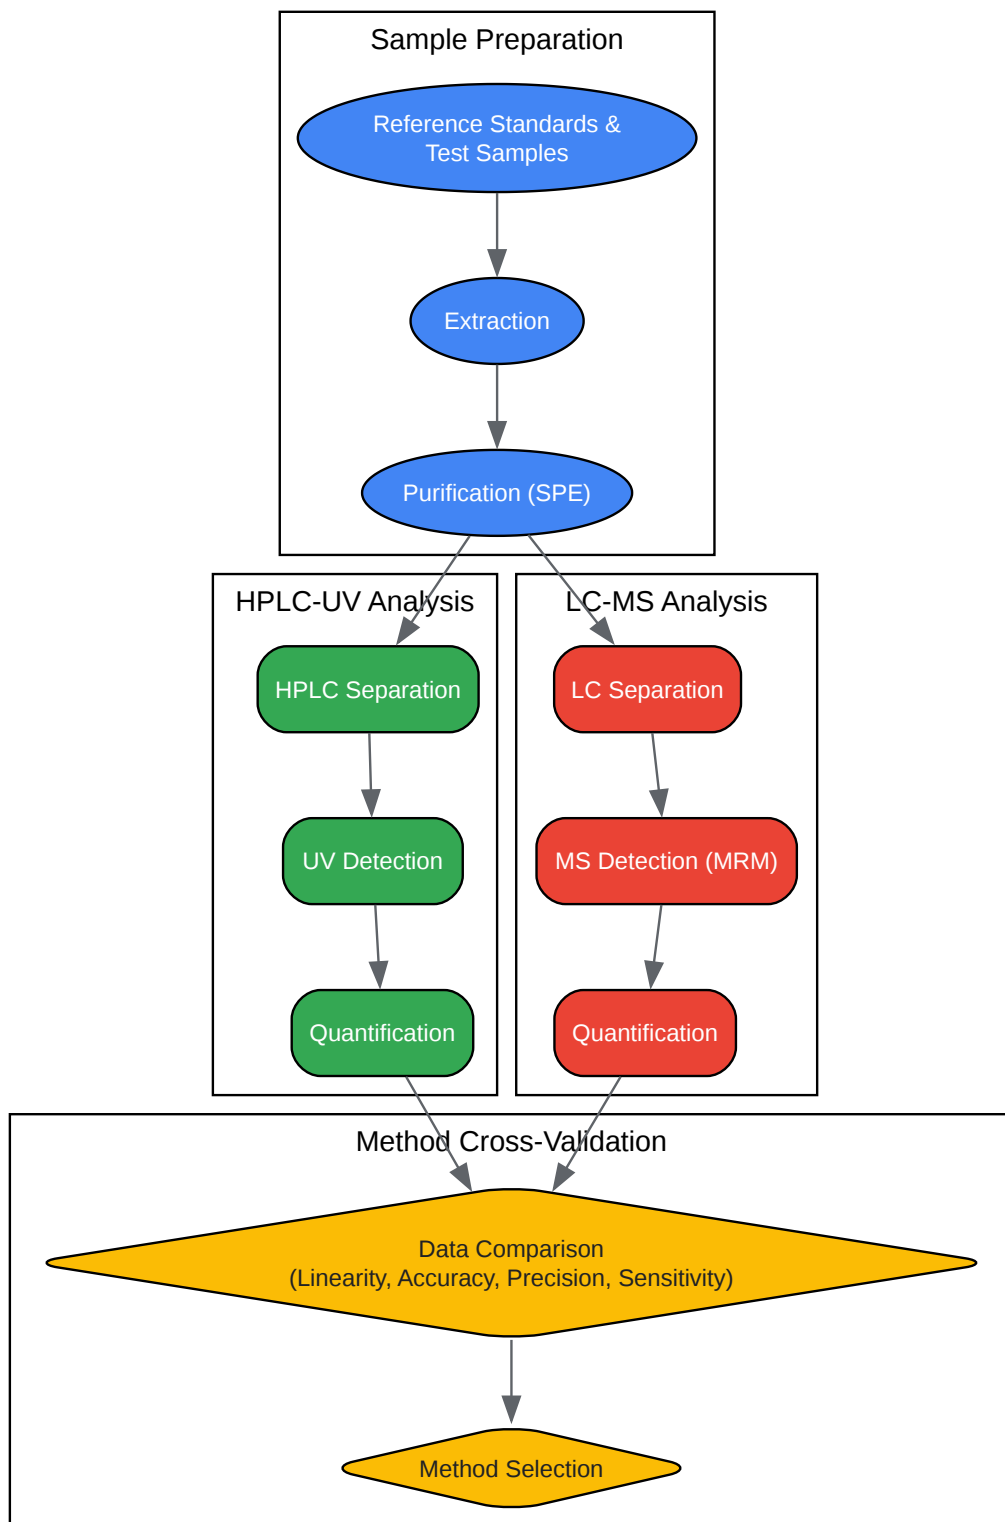 Sample Preparation
Reference Standards &
Test Samples
Extraction
Purification (SPE)
HPLC-UV Analysis
HPLC Separation
UV Detection
Quantification
LC-MS Analysis
LC Separation
MS Detection (MRM)
Quantification
Method Cross-Validation
Data Comparison
(Linearity, Accuracy, Precision, Sensitivity)
Method Selection